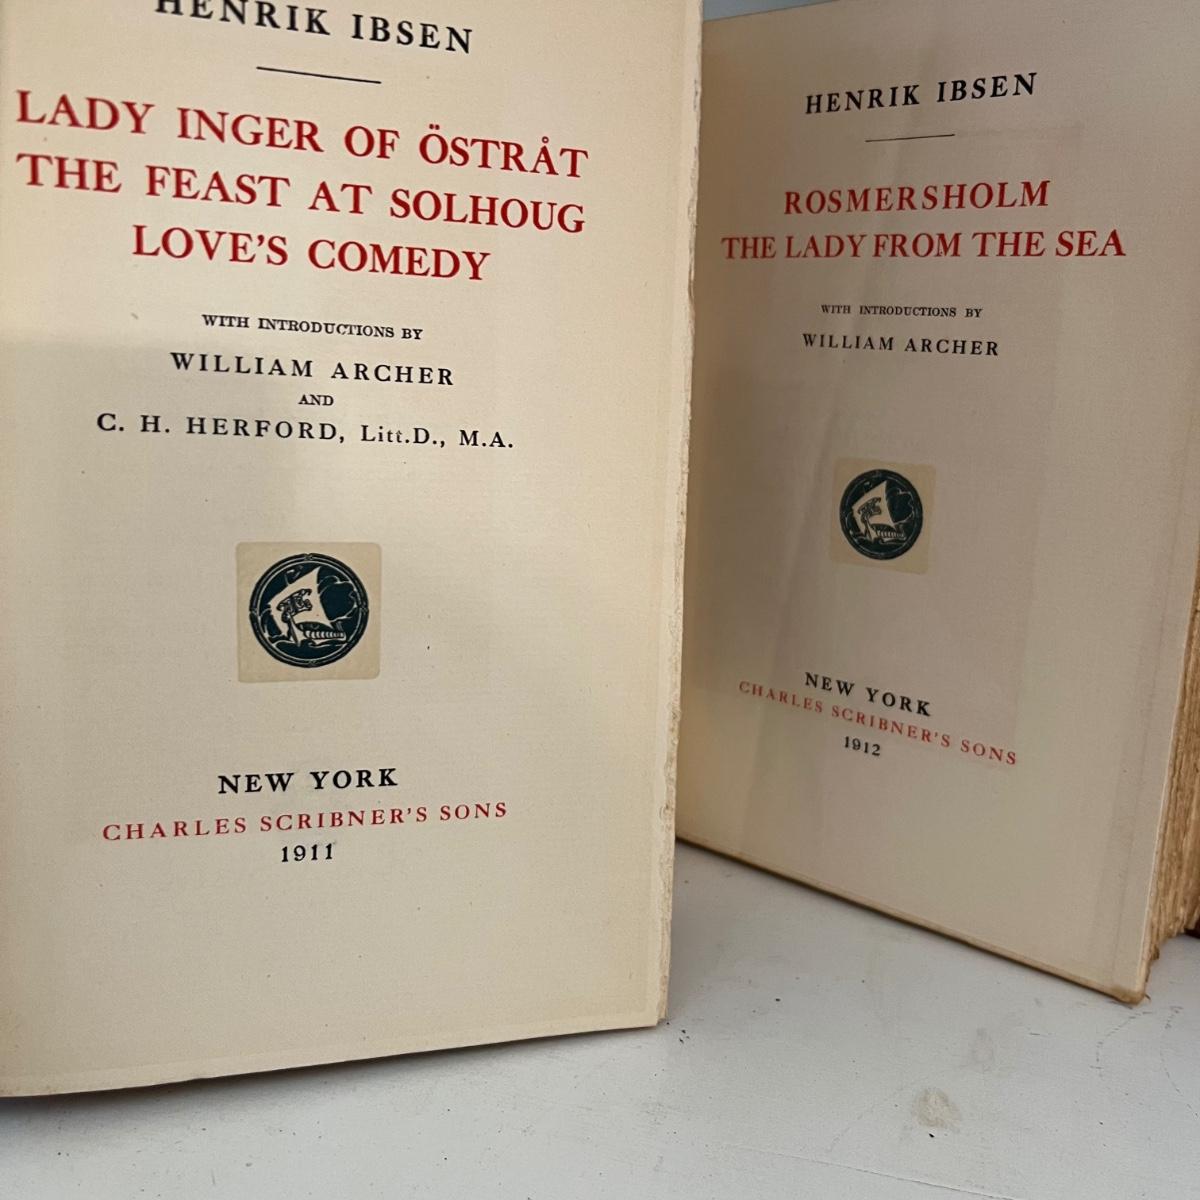 HENRIK IBSEN
LADY INGER OF ÖSTRÅT
THE FEAST AT SOLHOUG
LOVE'S COMEDY
WITH INTRODUCTIONS BY
WILLIAM ARCHER
AND
C. H. HERFORD, Litt.D., M.A.
NEW YORK
CHARLES SCRIBNER'S SONS
1911
HENRIK IBSEN
ROSMERSHOLM
THE LADY FROM THE SEA
WITH INTRODUCTIONS BY
WILLIAM ARCHER
NEW YORK
CHARLES SCRIBNER'S SONS
1912